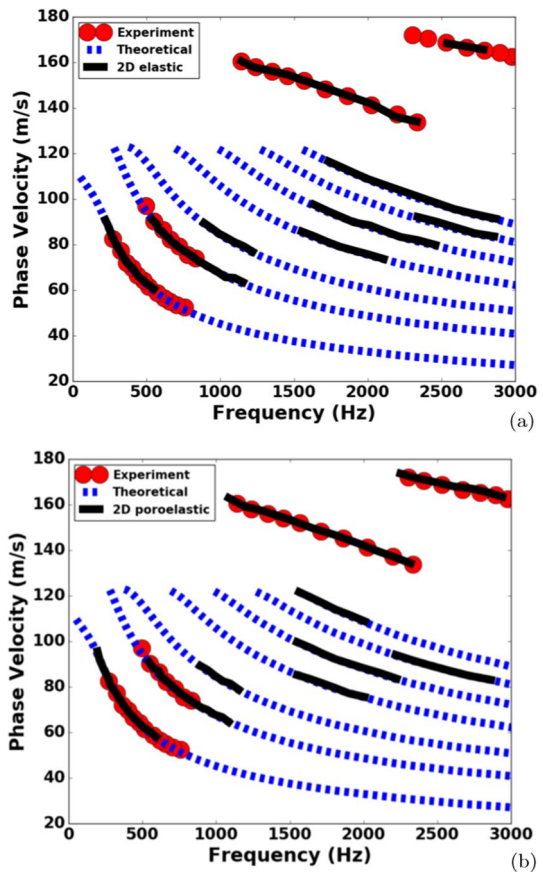 180
160
140
120
100
80
60
40
20
Phase Velocity (m/s)
Experiment
Theoretical
2D elastic
0 500 1000 1500 2000 2500 3000
Frequency (Hz)
(a)
180
160
140
120
100
80
60
40
20
Phase Velocity (m/s)
Experiment
Theoretical
2D poroelastic
0 500 1000 1500 2000 2500 3000
Frequency (Hz)
(b)